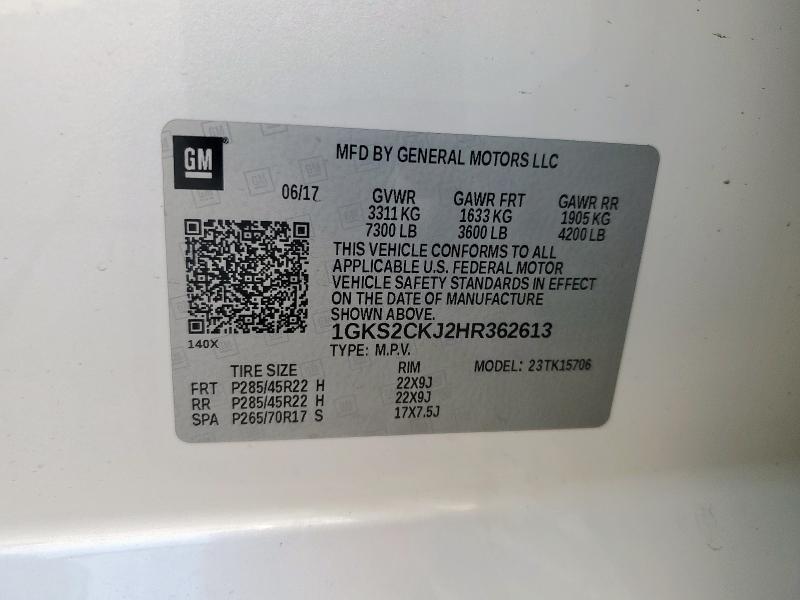 GM
MFD BY GENERAL MOTORS LLC
06/17 GVWR GAWR FRT GAWR RR
3311 KG 1633 KG 1905 KG
7300 LB 3600 LB 4200 LB
THIS VEHICLE CONFORMS TO ALL
APPLICABLE U.S. FEDERAL MOTOR
VEHICLE SAFETY STANDARDS IN EFFECT
ON THE DATE OF MANUFACTURE
SHOWN ABOVE.
1GKS2CKJ2HR362613
140X
TYPE: M.P.V.
TIRE SIZE RIM MODEL: 23TK15706
FRT P285/45R22 H 22X9J
RR P285/45R22 H 22X9J
SPA P265/70R17 S 17X7.5J